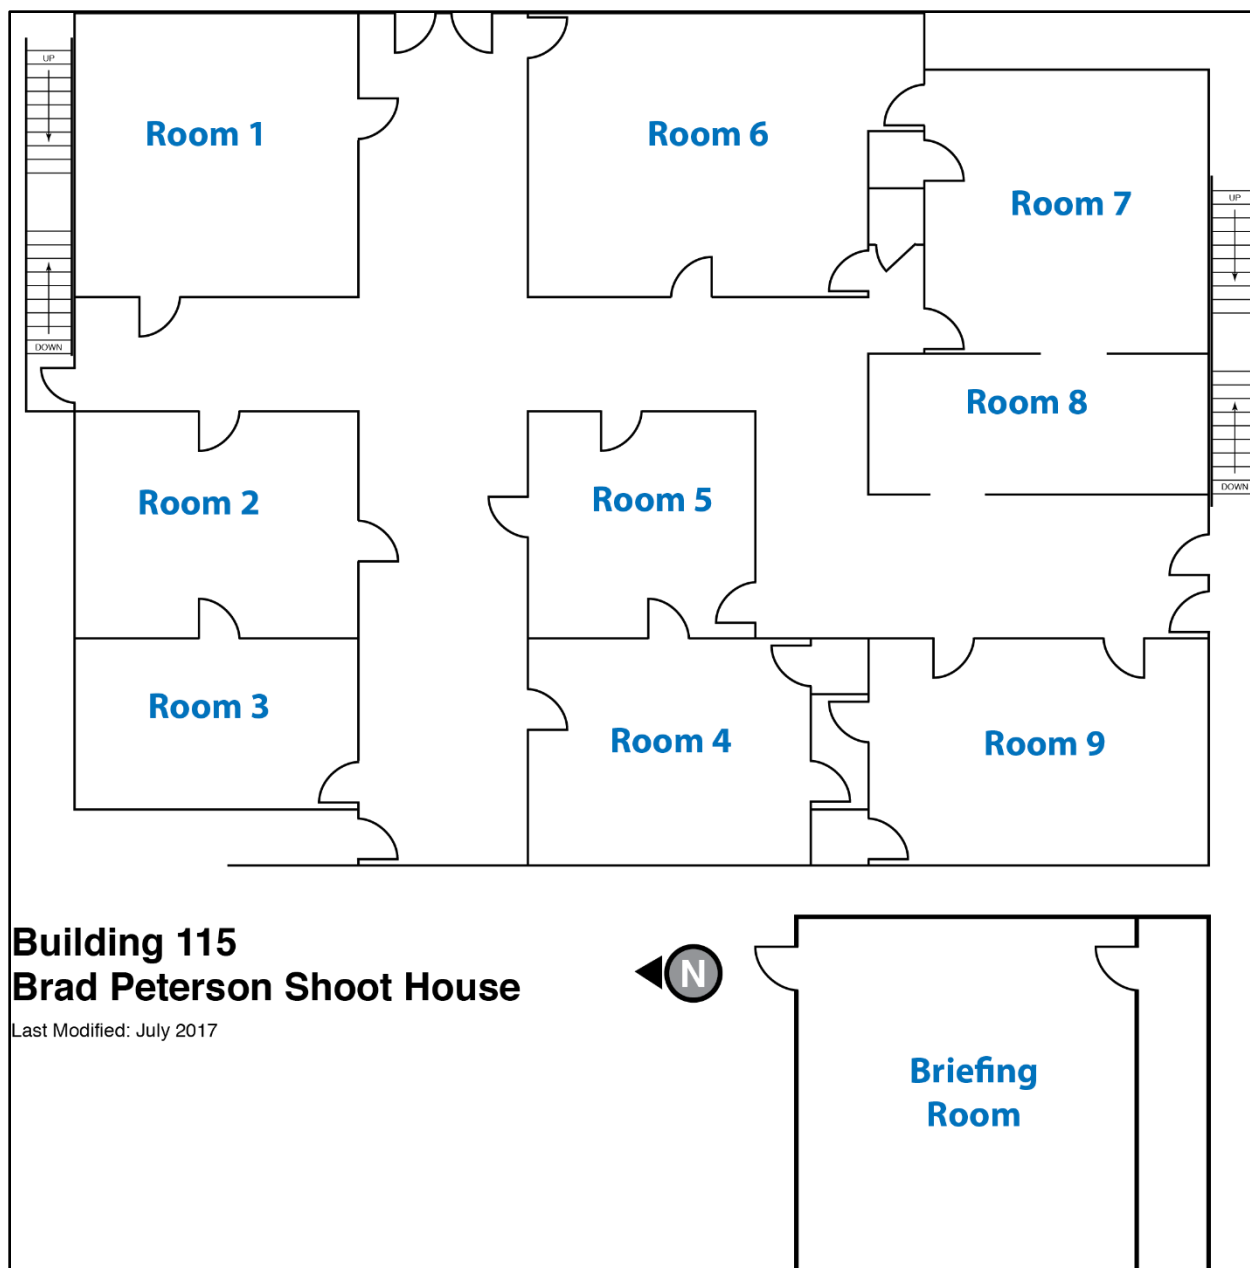 UP
Room 1
Room 6
Room 7
UP
DOWN
Room 8
Room 2
Room 5
DOWN
Room 3
Room 4
Room 9
Building 115
Brad Peterson Shoot House
N
Last Modified: July 2017
Briefing
Room